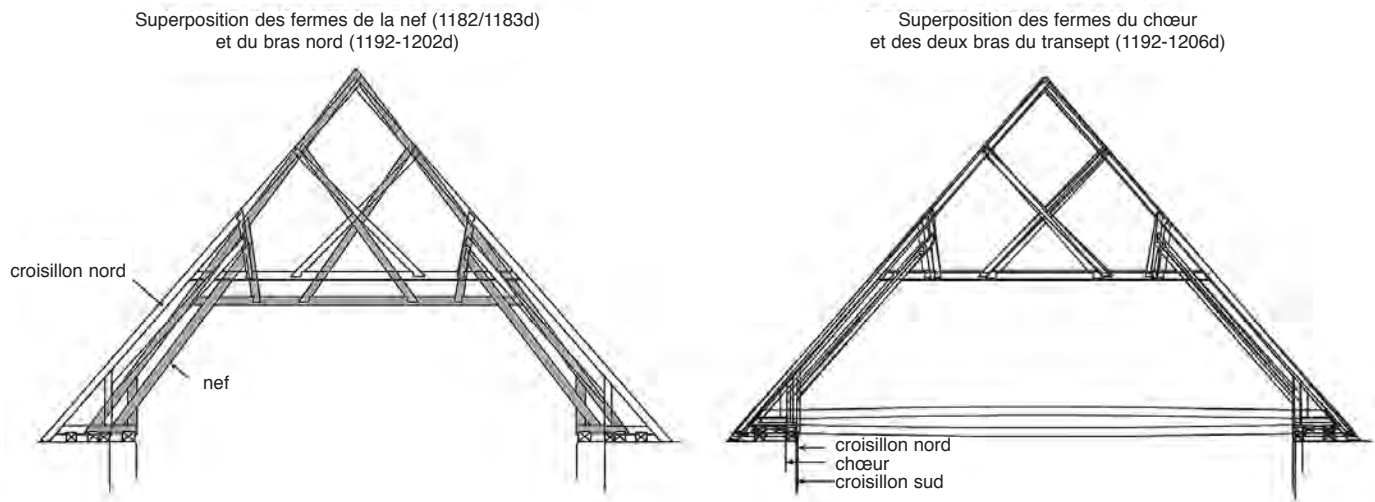 Superposition des fermes de la nef (1182/1183d)
et du bras nord (1192-1202d)
croisillon nord
nef
Superposition des fermes du chœur
et des deux bras du transept (1192-1206d)
croisillon nord
chœur
croisillon sud